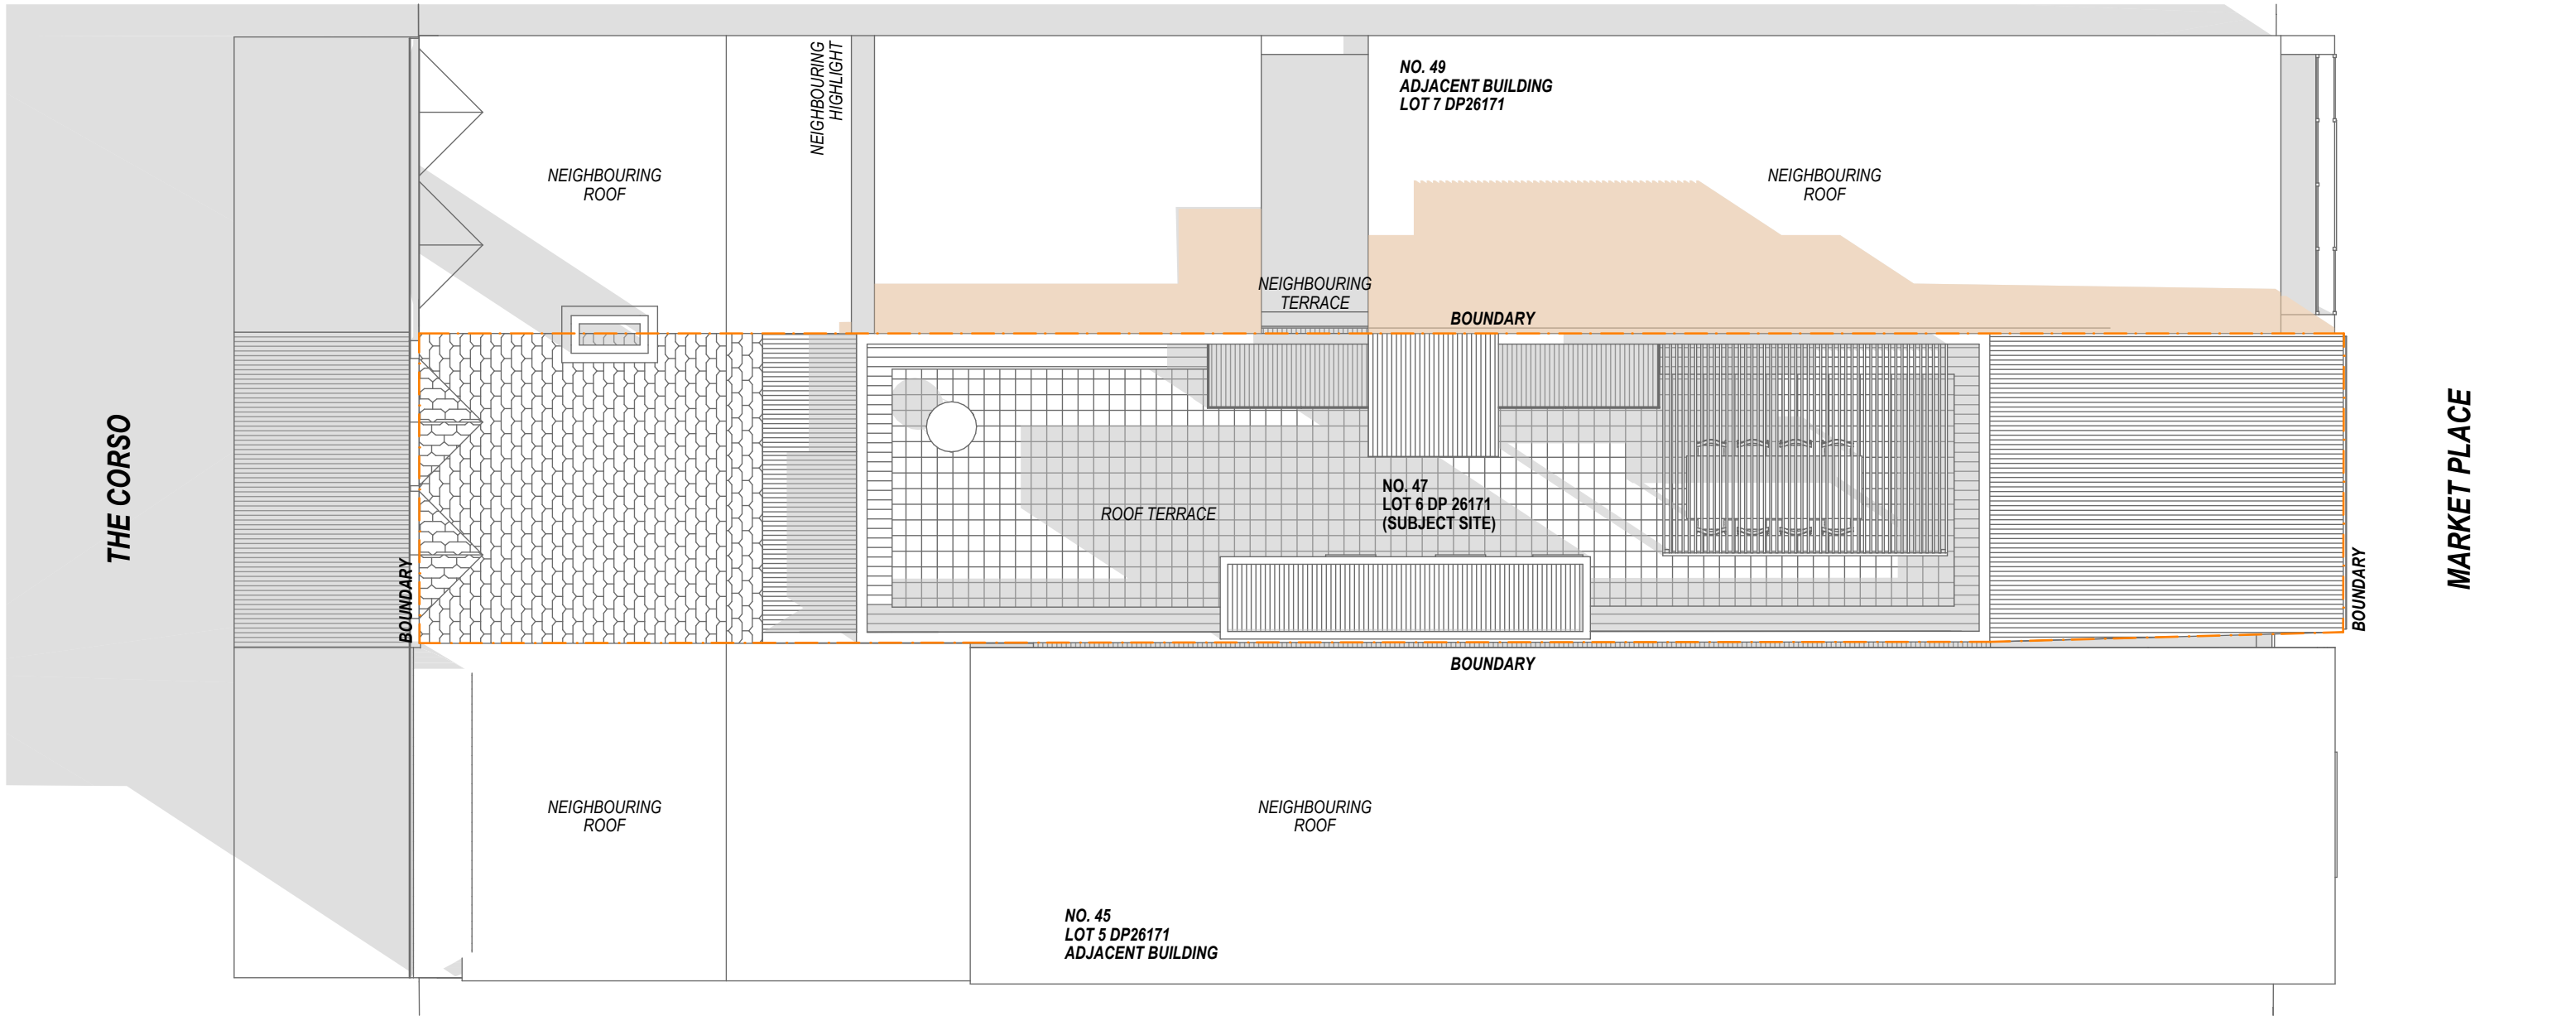 NEIGHBOURING
HIGHLIGHT
NO. 49
ADJACENT BUILDING
LOT 7 DP26171
NEIGHBOURING
ROOF
NEIGHBOURING
ROOF
NEIGHBOURING
TERRACE
BOUNDARY
THE CORSO
BOUNDARY
ROOF TERRACE
NO. 47
LOT 6 DP 26171
(SUBJECT SITE)
MARKET PLACE
BOUNDARY
BOUNDARY
NEIGHBOURING
ROOF
NEIGHBOURING
ROOF
NO. 45
LOT 5 DP26171
ADJACENT BUILDING